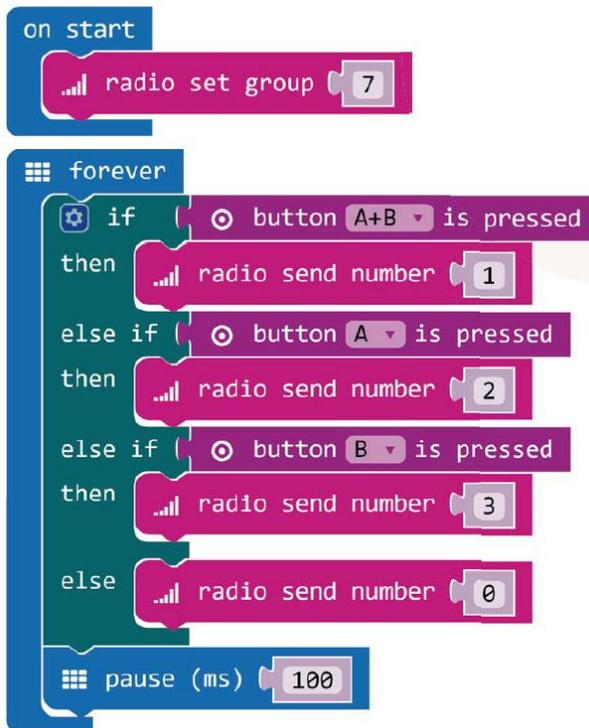 on start
radio set group 7
forever
if button A+B is pressed
then radio send number 1
else if button A is pressed
then radio send number 2
else if button B is pressed
then radio send number 3
else radio send number 0
pause (ms) 100